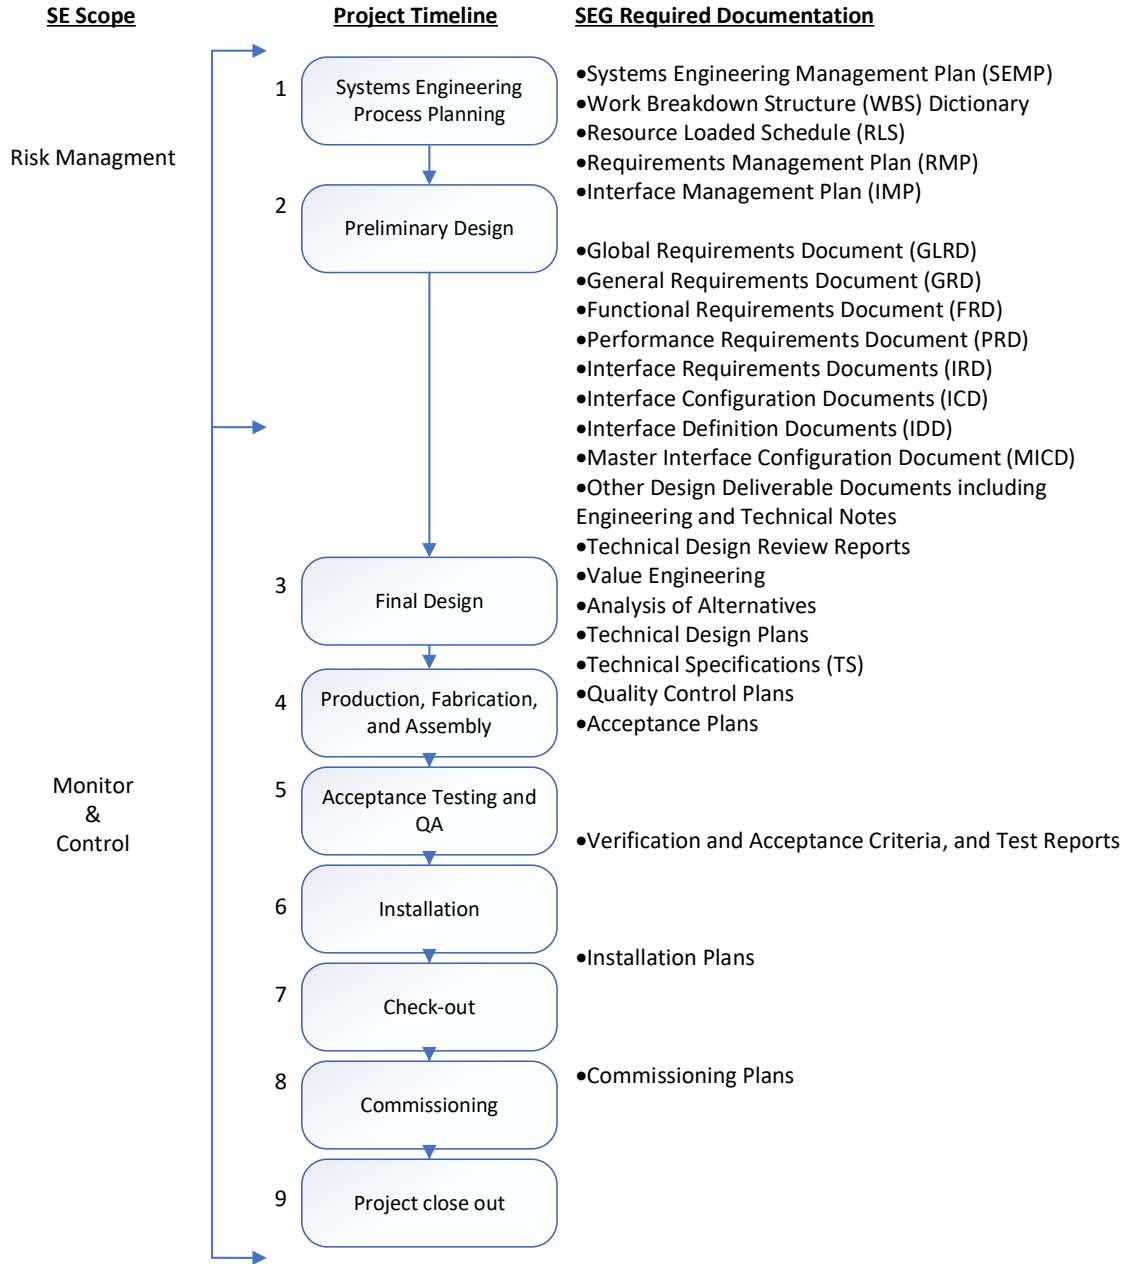 SE Scope
Project Timeline
SEG Required Documentation
1
Systems Engineering
Process Planning
•Systems Engineering Management Plan (SEMP)
•Work Breakdown Structure (WBS) Dictionary
•Resource Loaded Schedule (RLS)
•Requirements Management Plan (RMP)
•Interface Management Plan (IMP)
Risk Managment
2
Preliminary Design
•Global Requirements Document (GLRD)
•General Requirements Document (GRD)
•Functional Requirements Document (FRD)
•Performance Requirements Document (PRD)
•Interface Requirements Documents (IRD)
•Interface Configuration Documents (ICD)
•Interface Definition Documents (IDD)
•Master Interface Configuration Document (MICD)
•Other Design Deliverable Documents including
Engineering and Technical Notes
•Technical Design Review Reports
•Value Engineering
•Analysis of Alternatives
•Technical Design Plans
•Technical Specifications (TS)
•Quality Control Plans
•Acceptance Plans
3
Final Design
4
Production, Fabrication,
and Assembly
Monitor
&
Control
5
Acceptance Testing and
QA
•Verification and Acceptance Criteria, and Test Reports
6
Installation
•Installation Plans
7
Check-out
8
Commissioning
•Commissioning Plans
9
Project close out